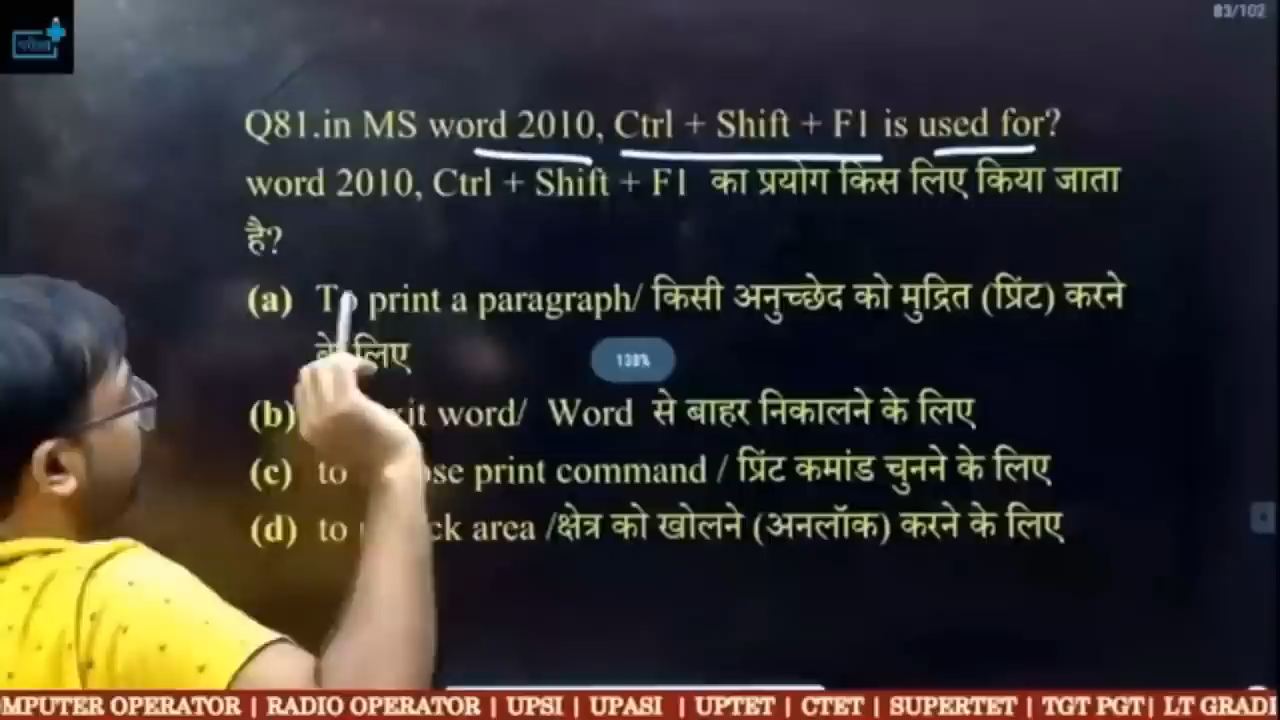 83/102
परीक्षा
Q81.in MS word 2010, Ctrl + Shift + F1 is used for?
word 2010, Ctrl + Shift + F1 का प्रयोग किस लिए किया जाता
है?
(a) To print a paragraph/ किसी अनुच्छेद को मुद्रित (प्रिंट) करने
के लिए
(b) word/ Word से बाहर निकालने के लिए
(c) to print command / प्रिंट कमांड चुनने के लिए
(d) to area /क्षेत्र को खोलने (अनलॉक) करने के लिए
138%
MPUTER OPERATOR | RADIO OPERATOR | UPSI | UPASI | UPTET | CTET | SUPERTET | TGT PGT| LT GRADI